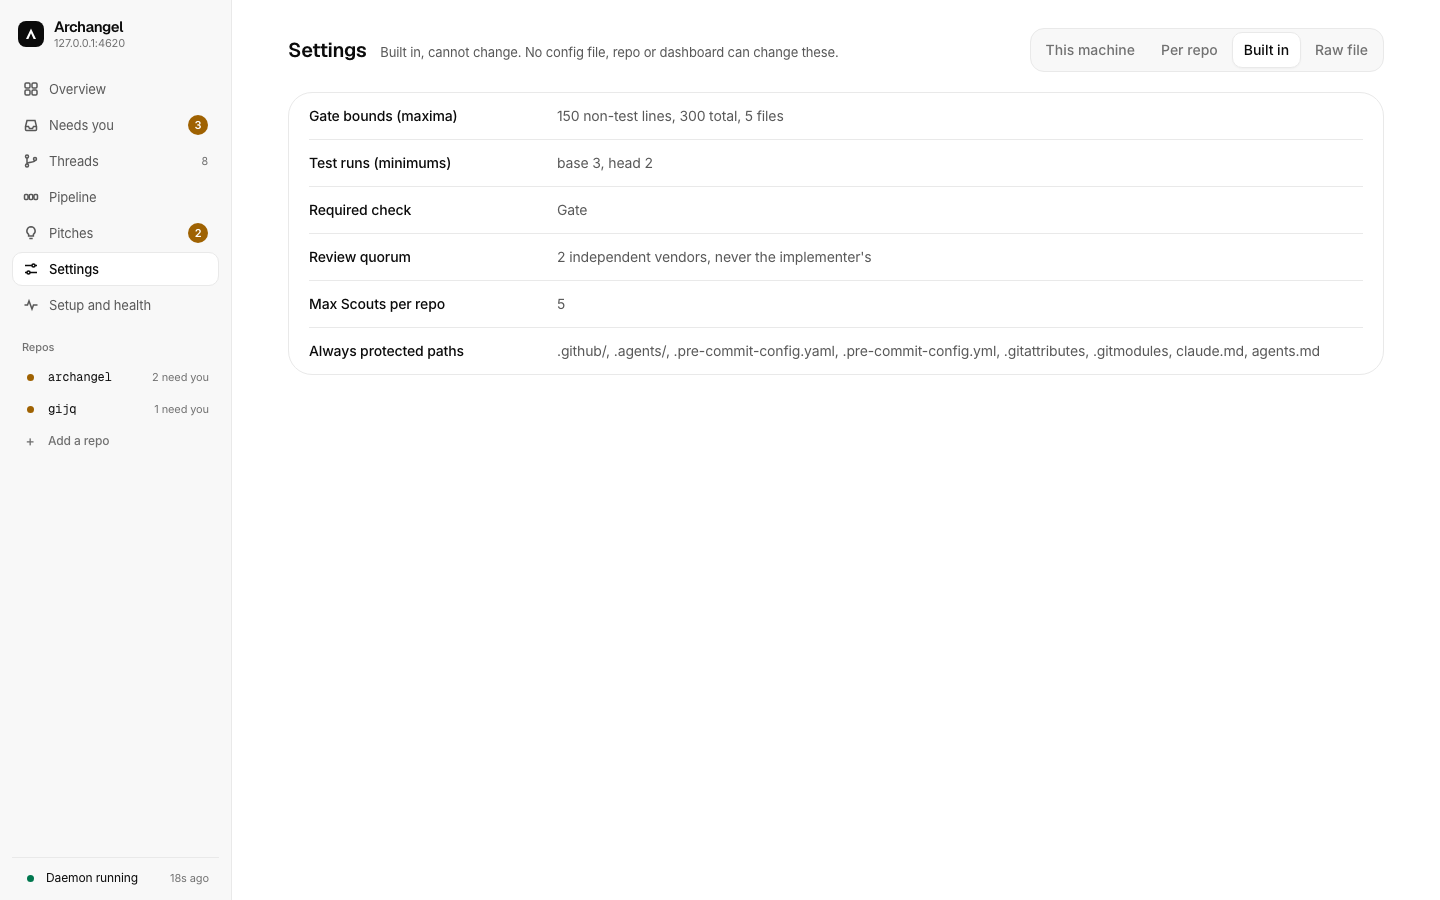 Archangel
127.0.0.1:4620
Overview
Needs you 3
Threads 8
Pipeline
Pitches 2
Settings
Setup and health
Repos
archangel 2 need you
gijq 1 need you
+ Add a repo
Daemon running 18s ago
Settings Built in, cannot change. No config file, repo or dashboard can change these.
This machine Per repo Built in Raw file
Gate bounds (maxima) 150 non-test lines, 300 total, 5 files
Test runs (minimums) base 3, head 2
Required check Gate
Review quorum 2 independent vendors, never the implementer's
Max Scouts per repo 5
Always protected paths .github/, .agents/, .pre-commit-config.yaml, .pre-commit-config.yml, .gitattributes, .gitmodules, claude.md, agents.md